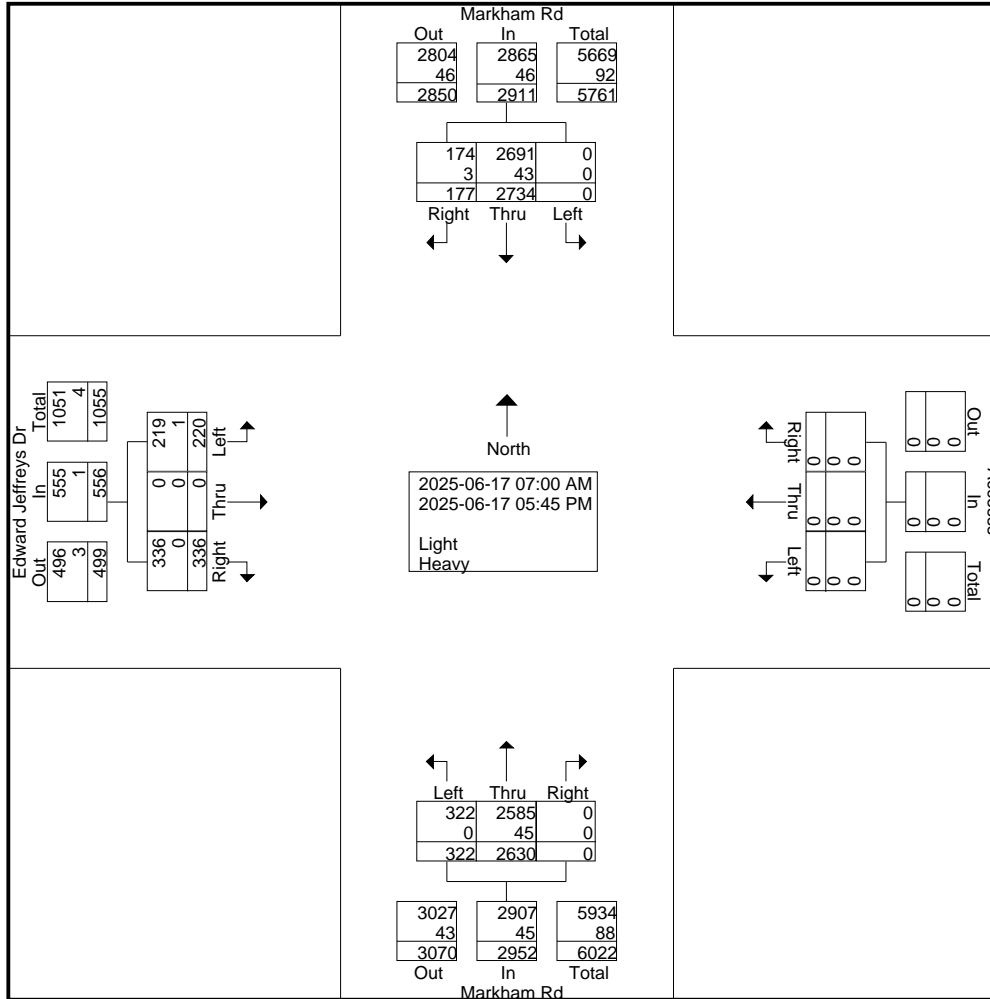 Markham Rd
Out In Total
2804 2865 5669
46 46 92
2850 2911 5761
174 2691 0
3 43 0
177 2734 0
Right Thru Left
Edward Jeffreys Dr
Out In Total
496 555 1051
3 1 4
499 556 1055
Right Thru Left
336 0 219
0 0 1
336 0 220
North
2025-06-17 07:00 AM
2025-06-17 05:45 PM
Light
Heavy
Right Thru Left
0 0 0
0 0 0
0 0 0
Out In Total
0 0 0
0 0 0
0 0 0
Left Thru Right
322 2585 0
0 45 0
322 2630 0
3027 2907 5934
43 45 88
3070 2952 6022
Out In Total
Markham Rd